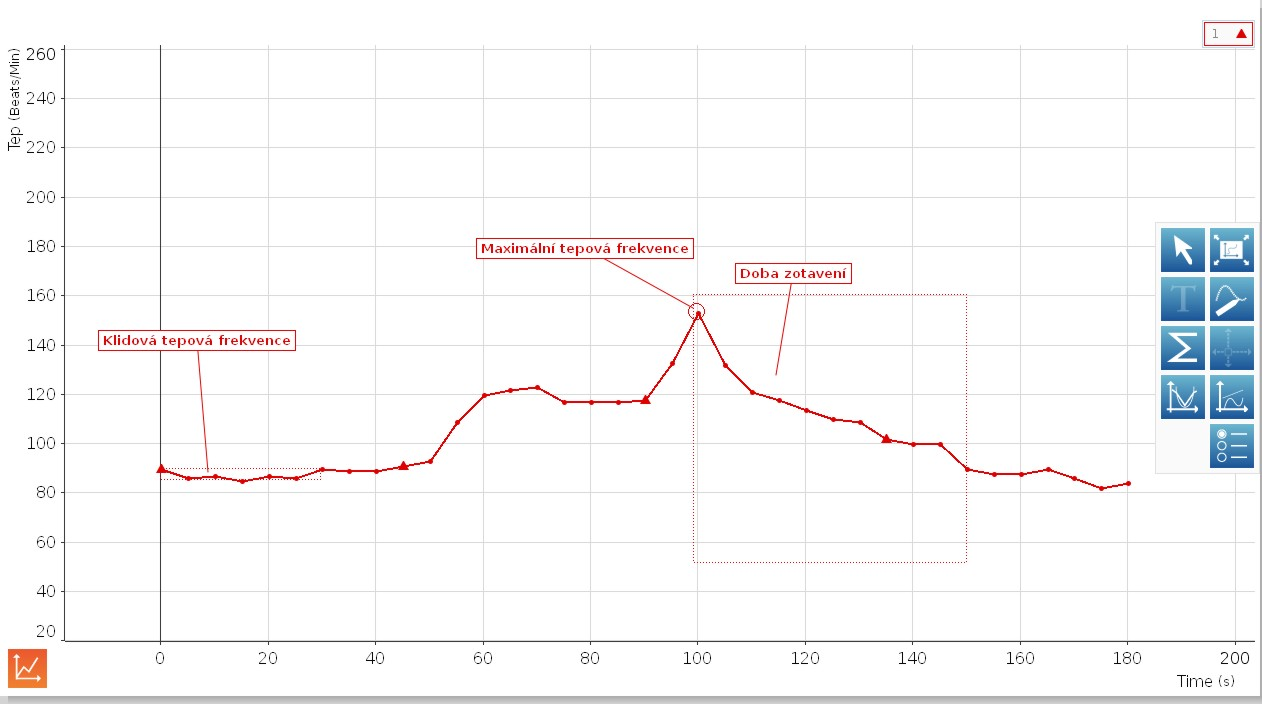 1
Tep (Beats/Min)
260
240
220
200
180
160
140
120
100
80
60
40
20
Maximální tepová frekvence
Doba zotavení
Klidová tepová frekvence
T
0 20 40 60 80 100 120 140 160 180 200
Time (s)